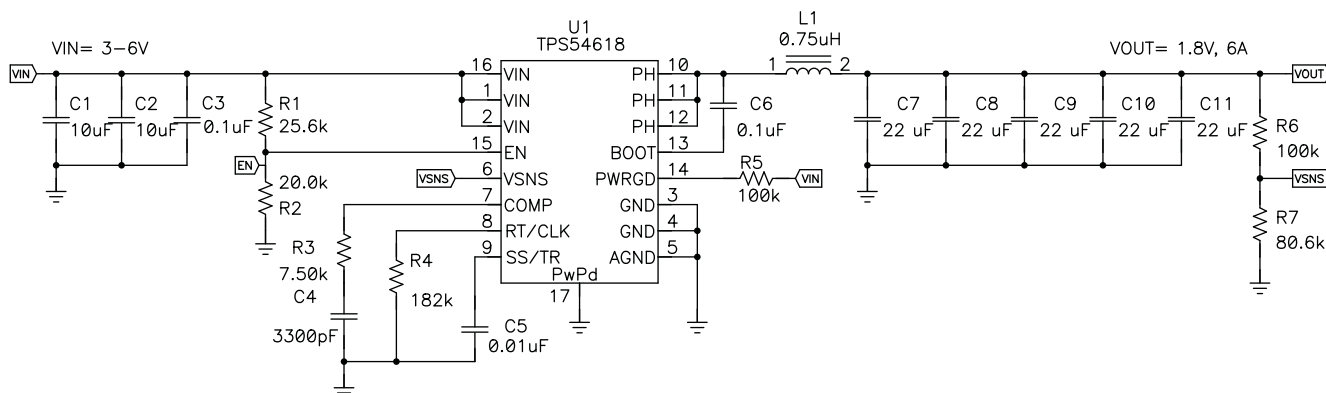 VIN= 3-6V
VIN
C1
10uF
C2
10uF
C3
0.1uF
R1
25.6k
EN
20.0k
R2
U1
TPS54618
16 VIN
1 VIN
2 VIN
15 EN
VSNS
6 VSNS
7 COMP
8 RT/CLK
9 SS/TR
PwPd
17
PH 10
PH 11
PH 12
BOOT 13
PWRGD 14
GND 3
GND 4
AGND 5
R3
7.50k
C4
3300pF
R4
182k
C5
0.01uF
L1
0.75uH
1 2
C6
0.1uF
R5
100k
VIN
VOUT= 1.8V, 6A
VOUT
C7
22 uF
C8
22 uF
C9
22 uF
C10
22 uF
C11
22 uF
R6
100k
VSNS
R7
80.6k